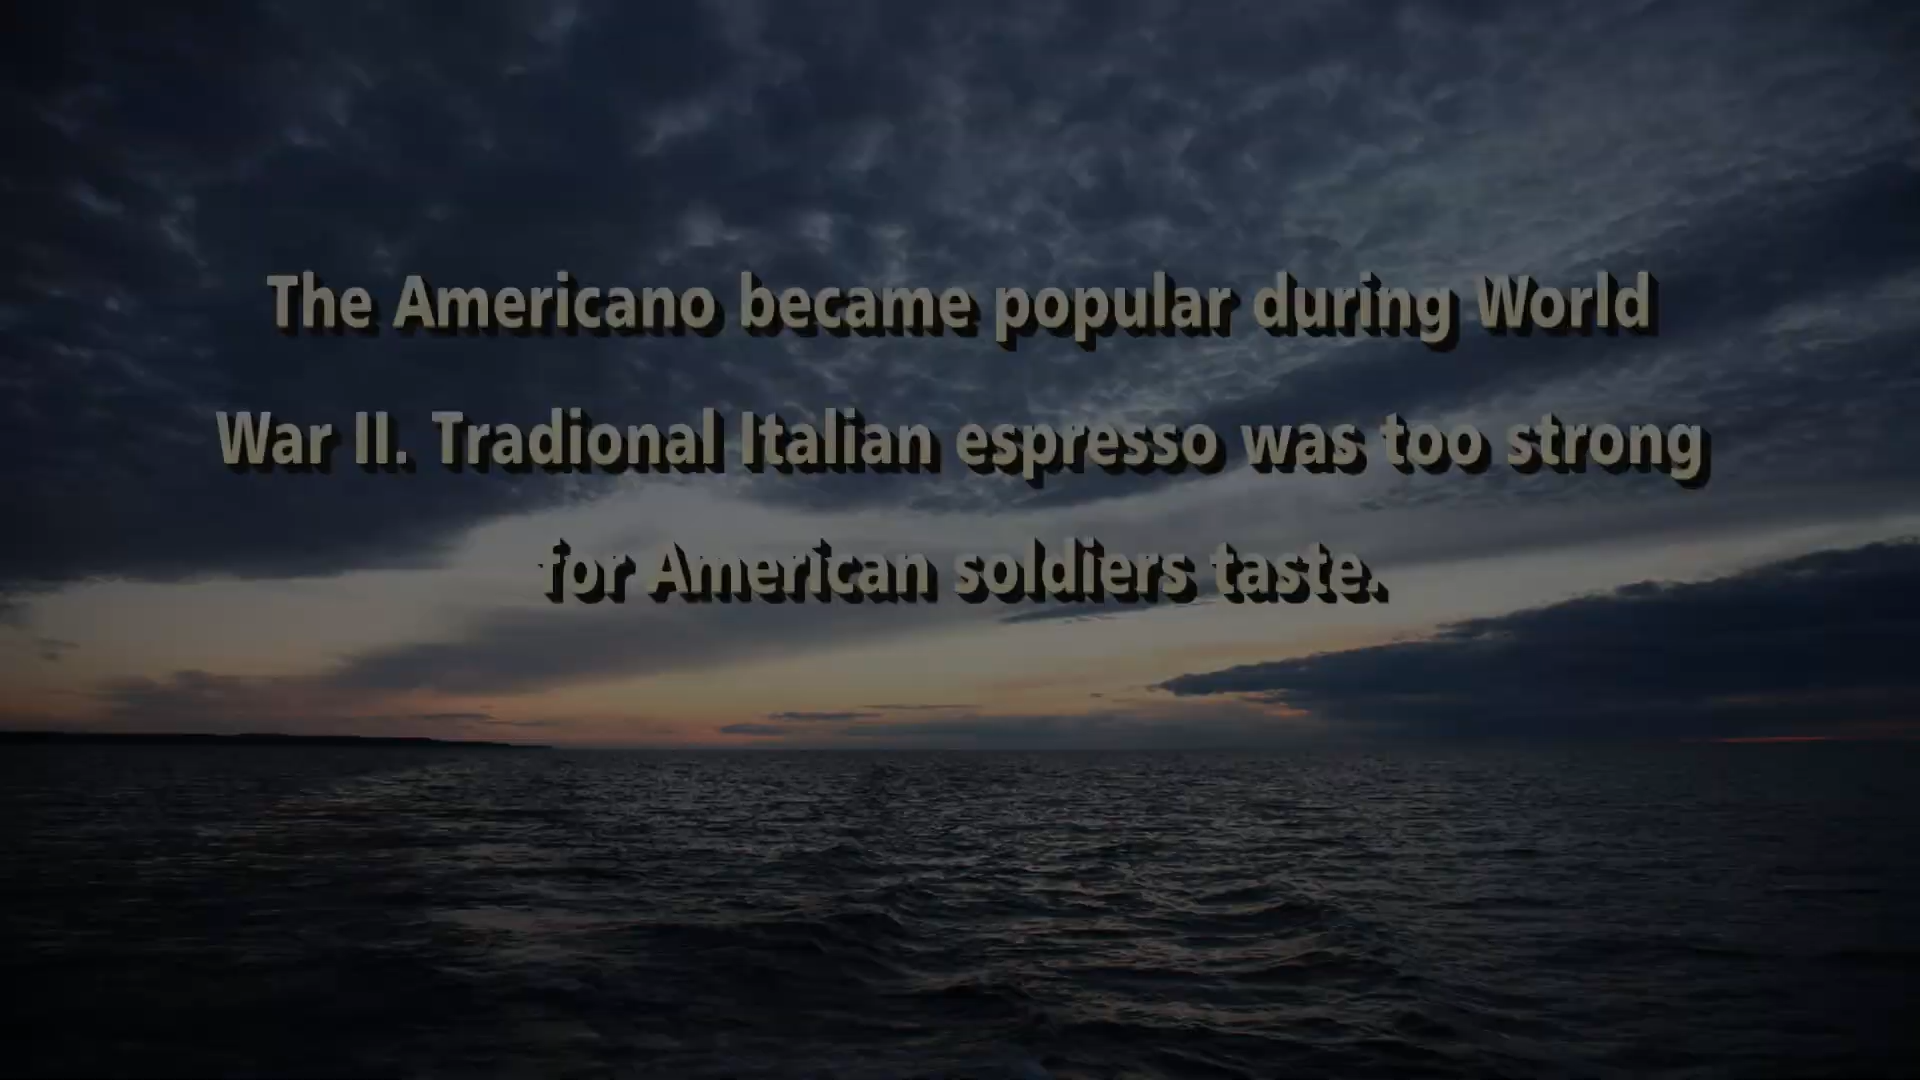 The Americano became popular during World
War II. Tradional Italian espresso was too strong
for American soldiers taste.